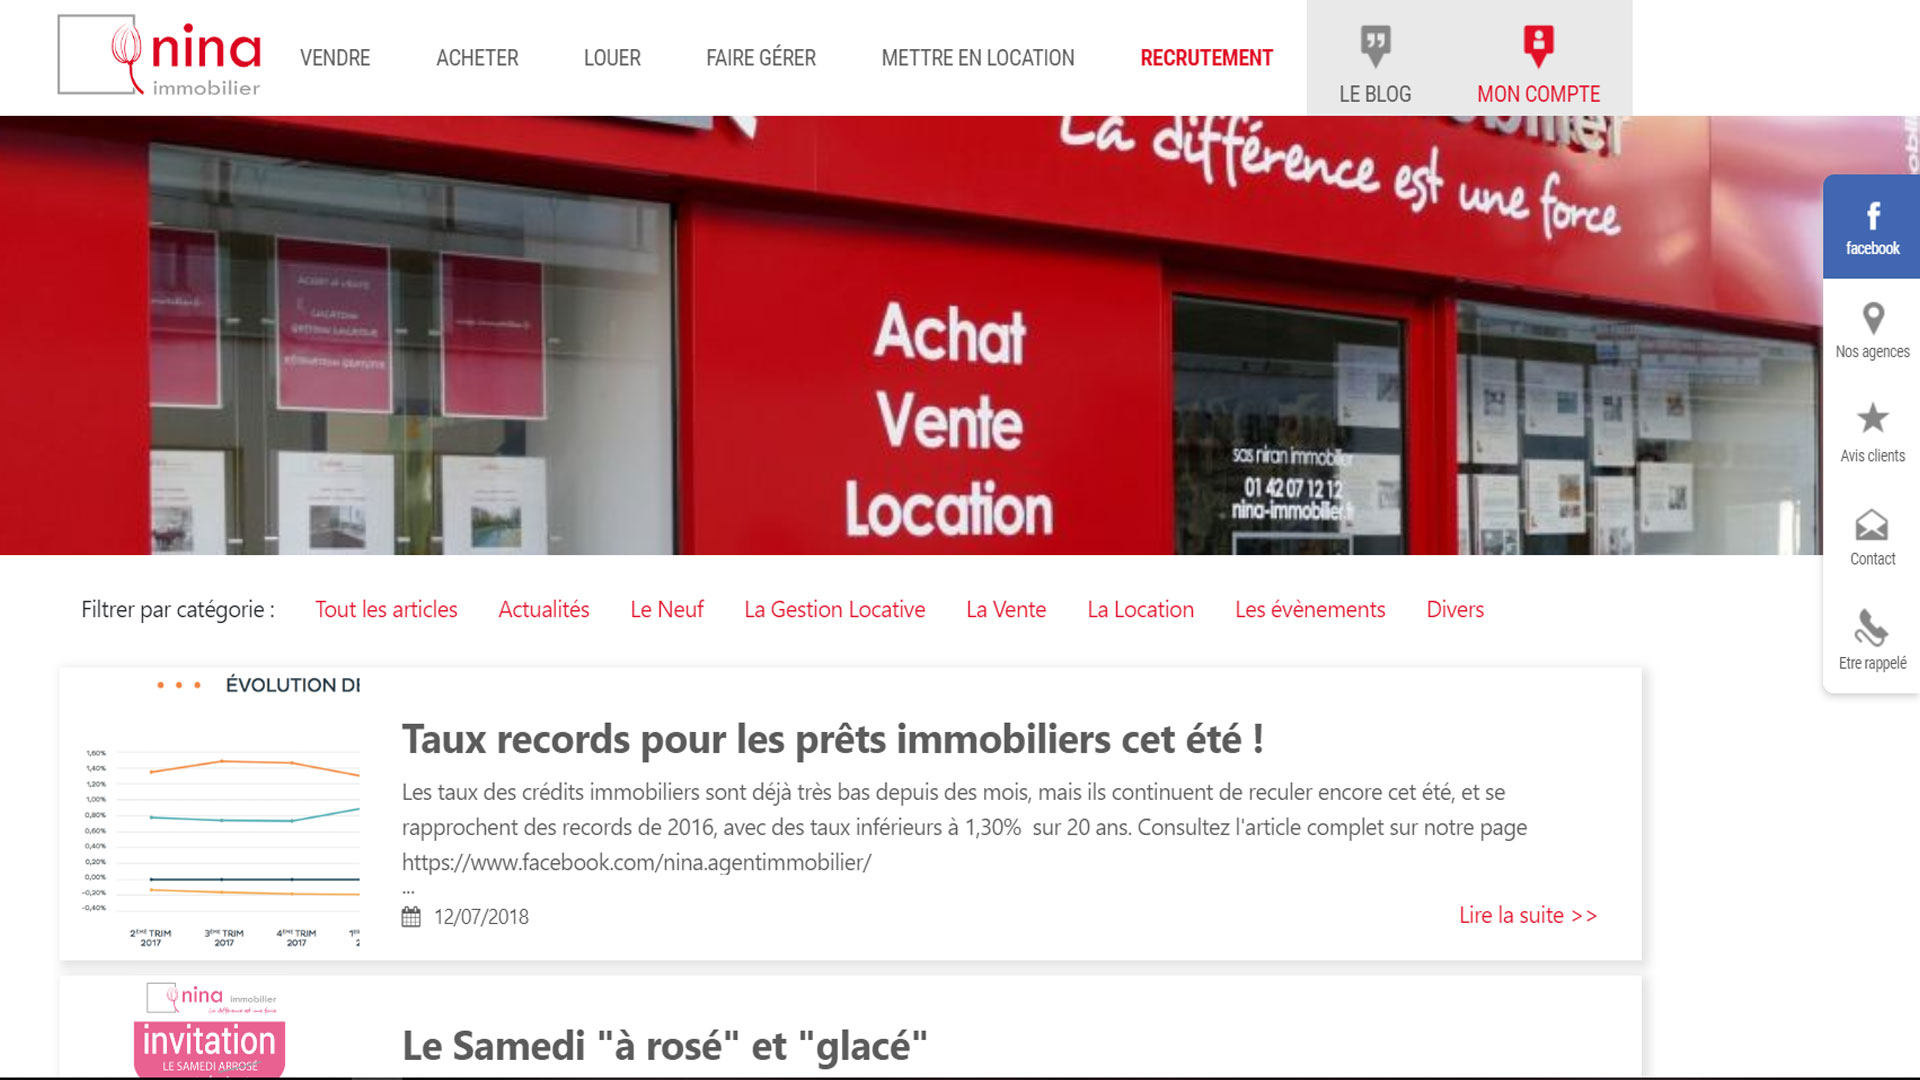 nina
immobilier
VENDRE
ACHETER
LOUER
FAIRE GÉRER
METTRE EN LOCATION
RECRUTEMENT
LE BLOG
MON COMPTE
La différence est une force
Achat
Vente
Location
sas niran immobilier
01 42 07 12 12
nina-immobilier.fr
facebook
Nos agences
Avis clients
Contact
Etre rappelé
Filtrer par catégorie :
Tout les articles
Actualités
Le Neuf
La Gestion Locative
La Vente
La Location
Les évènements
Divers
ÉVOLUTION DE
1,60%
1,40%
1,20%
1,00%
0,80%
0,60%
0,40%
0,20%
0,00%
-0,20%
-0,40%
2ÈME TRIM 2017
3ÈME TRIM 2017
4ÈME TRIM 2017
Taux records pour les prêts immobiliers cet été !
Les taux des crédits immobiliers sont déjà très bas depuis des mois, mais ils continuent de reculer encore cet été, et se
rapprochent des records de 2016, avec des taux inférieurs à 1,30%  sur 20 ans. Consultez l'article complet sur notre page
https://www.facebook.com/nina.agentimmobilier/
...
12/07/2018
Lire la suite >>
nina immobilier
La différence est une force
invitation
LE SAMEDI ARROSÉ
Le Samedi "à rosé" et "glacé"